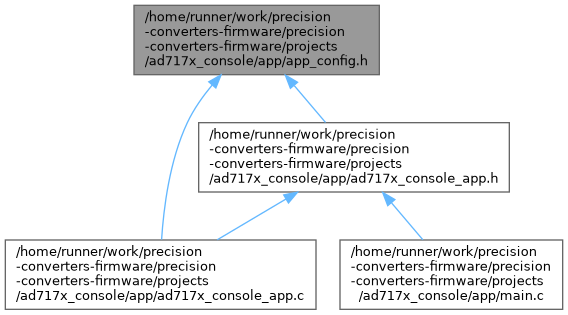 /home/runner/work/precision
-converters-firmware/precision
-converters-firmware/projects
/ad717x_console/app/app_config.h
/home/runner/work/precision
-converters-firmware/precision
-converters-firmware/projects
/ad717x_console/app/ad717x_console_app.h
/home/runner/work/precision
-converters-firmware/precision
-converters-firmware/projects
/ad717x_console/app/ad717x_console_app.c
/home/runner/work/precision
-converters-firmware/precision
-converters-firmware/projects
/ad717x_console/app/main.c